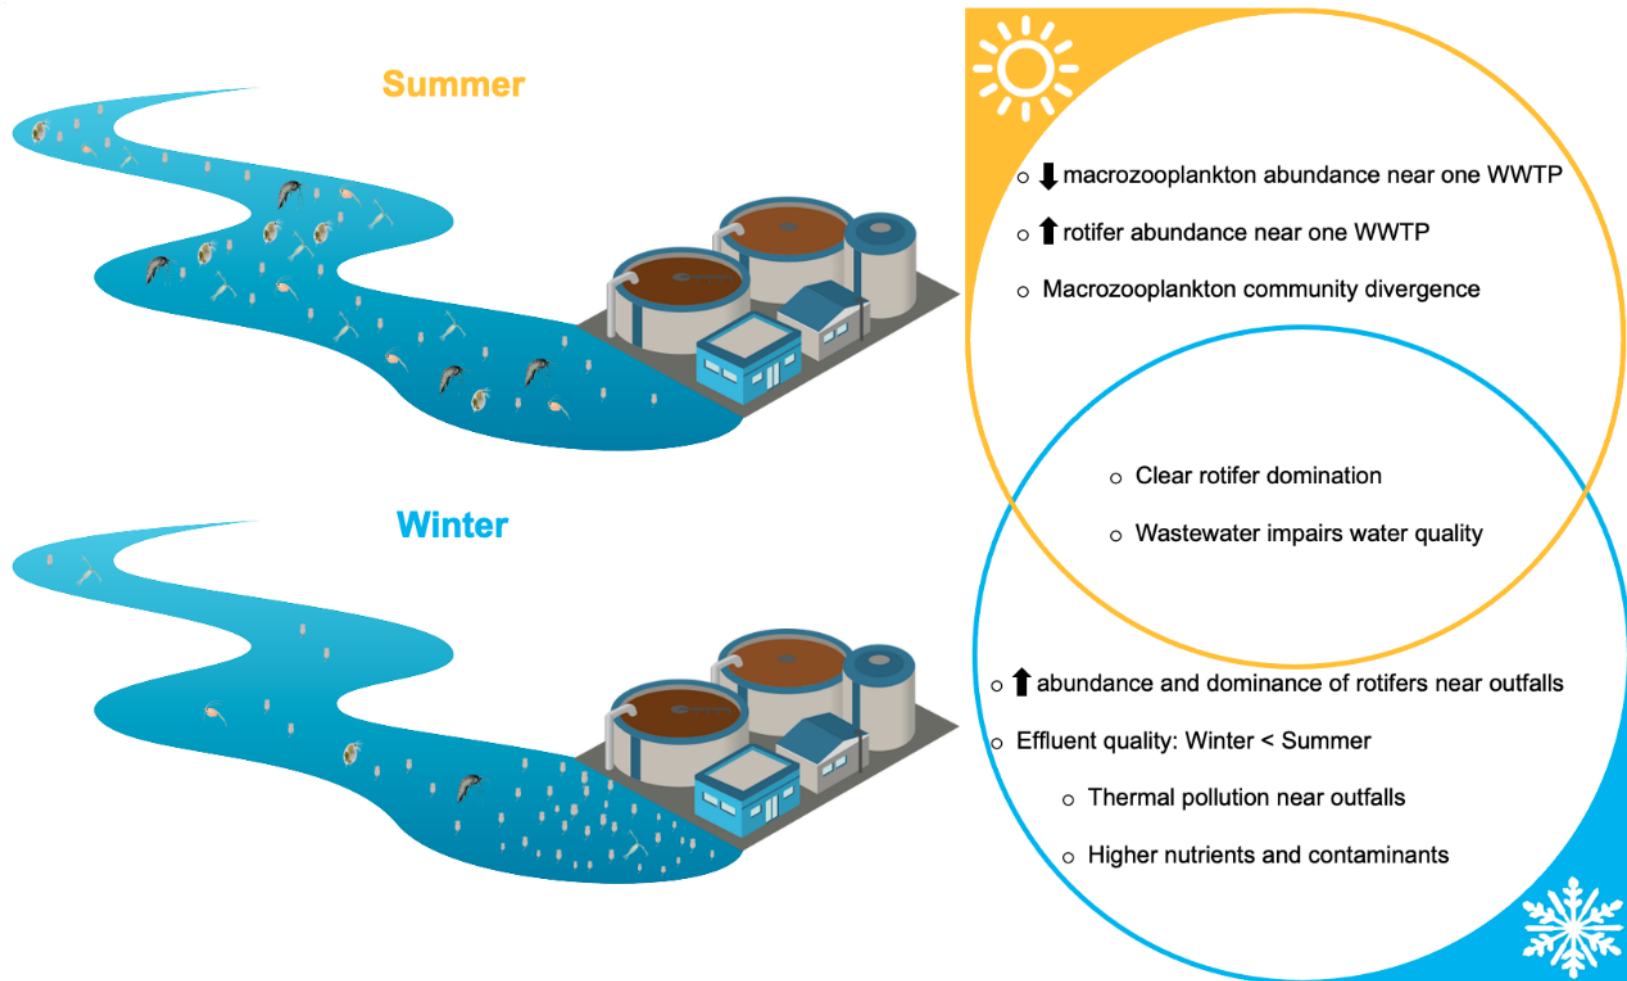 Summer
⬇ macrozooplankton abundance near one WWTP
⬆ rotifer abundance near one WWTP
Macrozooplankton community divergence
Clear rotifer domination
Wastewater impairs water quality
Winter
⬆ abundance and dominance of rotifers near outfalls
Effluent quality: Winter < Summer
Thermal pollution near outfalls
Higher nutrients and contaminants